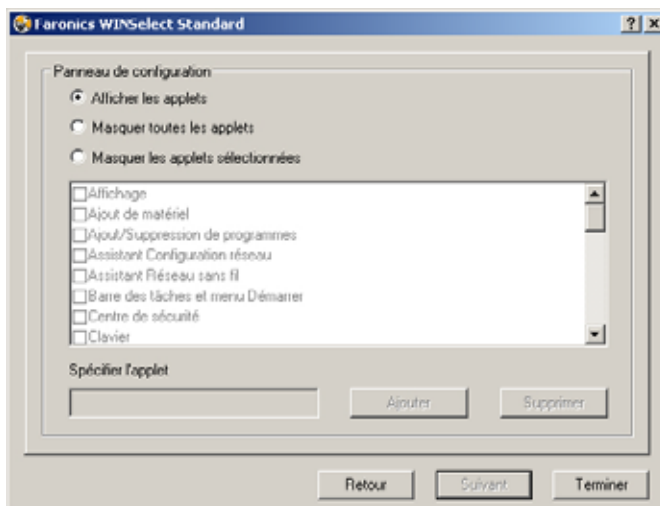 Faronics WINSelect Standard
Panneau de configuration
Afficher les applets
Masquer toutes les applets
Masquer les applets sélectionnées
Affichage
Ajout de matériel
Ajout/Suppression de programmes
Assistant Configuration réseau
Assistant Réseau sans fil
Barre des tâches et menu Démarrer
Centre de sécurité
Clavier
Spécifier l'applet
Ajouter Supprimer
Retour Suivant Terminer